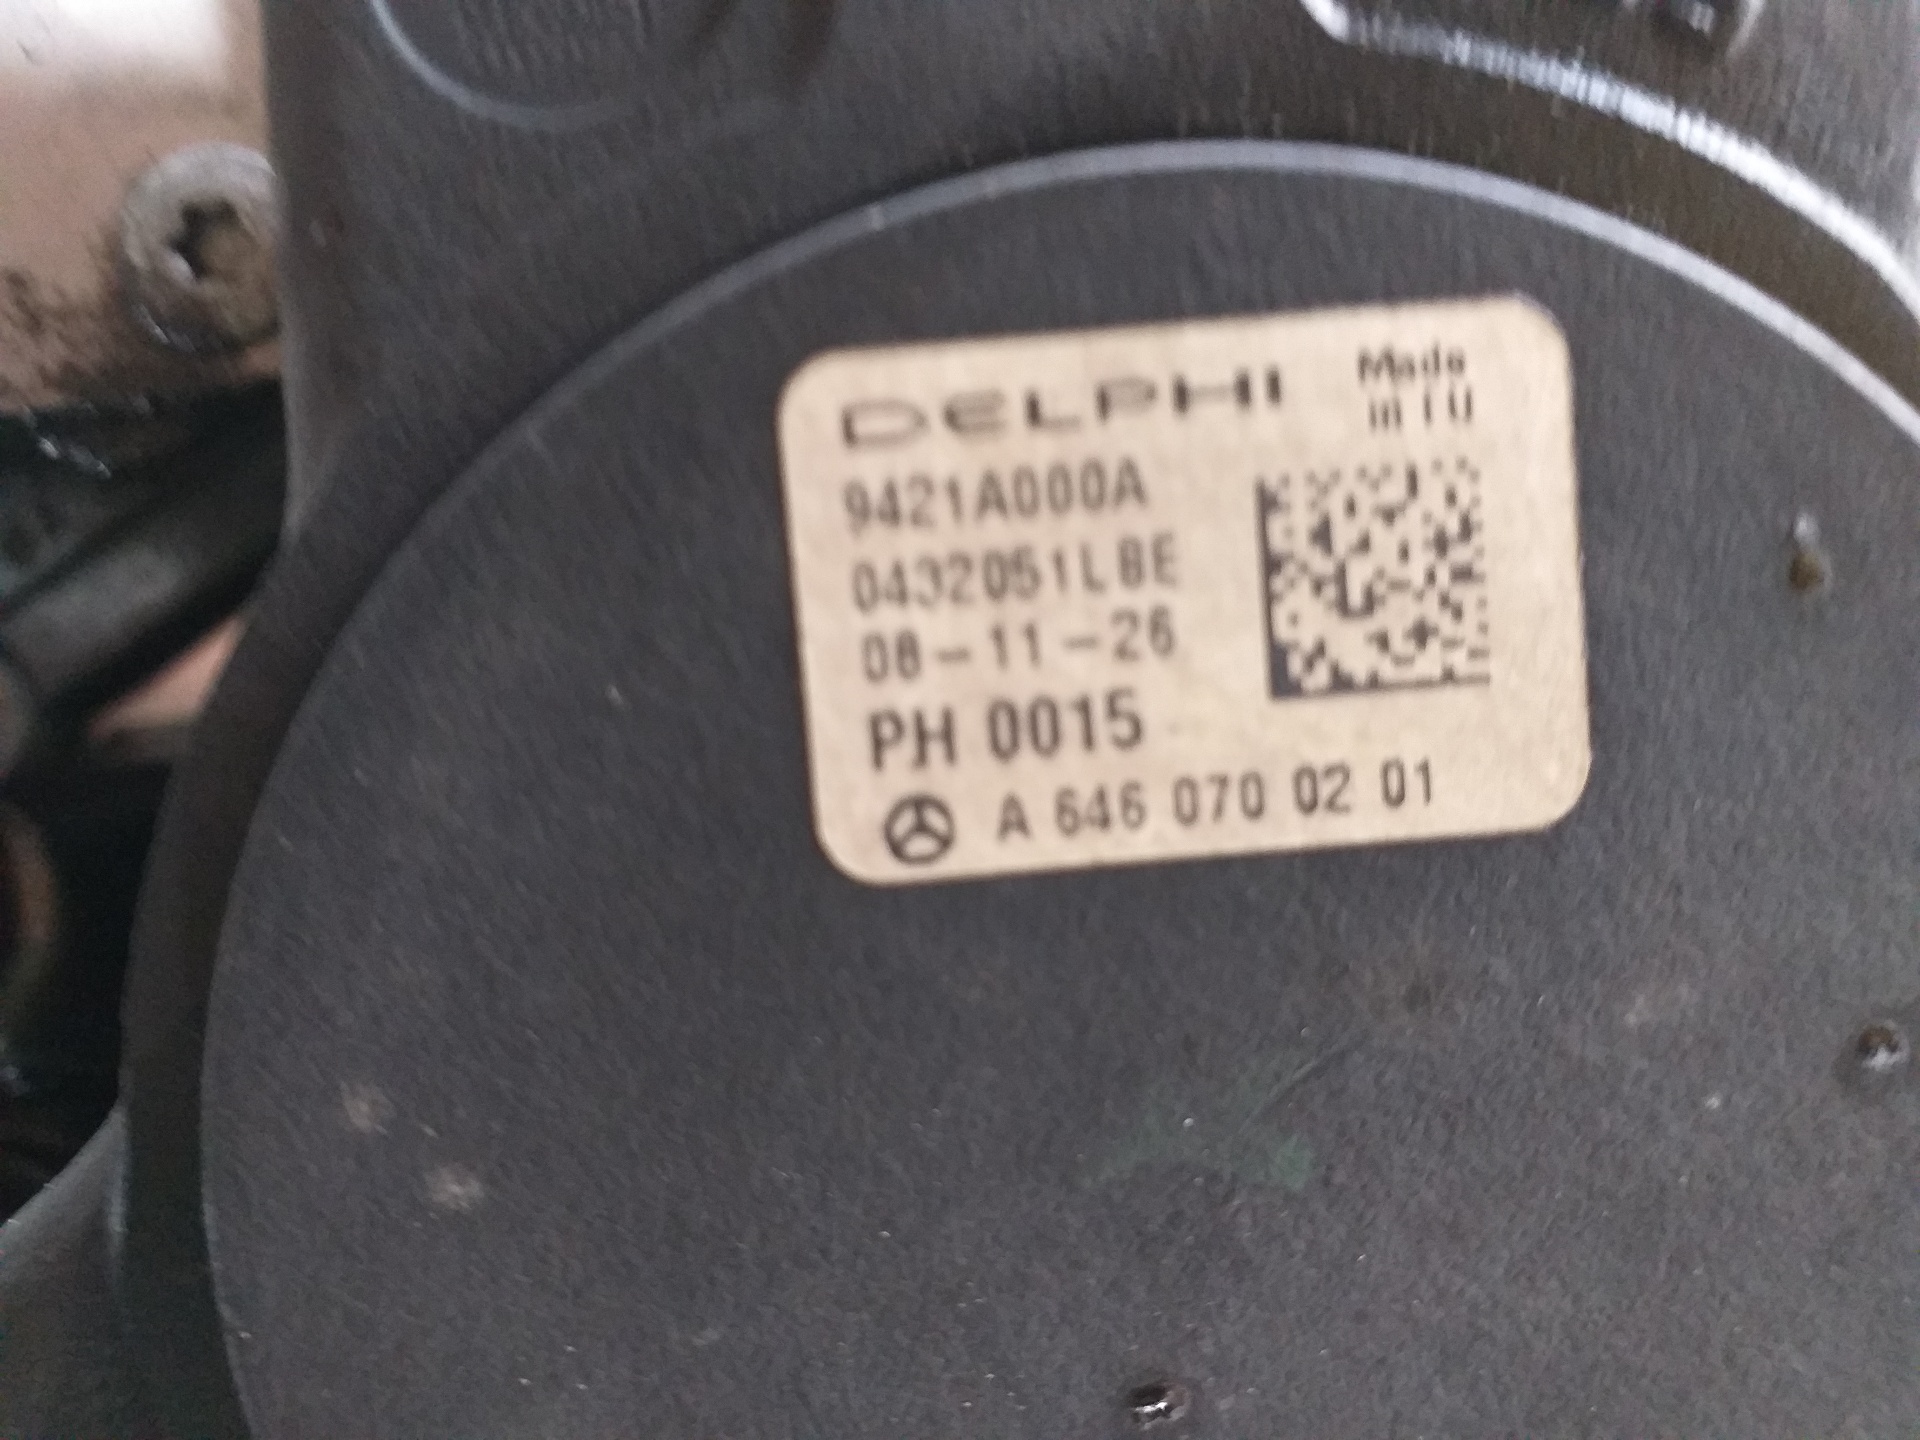 DELPHI
Made
in EU
9421A000A
0432051LBE
08-11-26
PH 0015
A 646 070 02 01